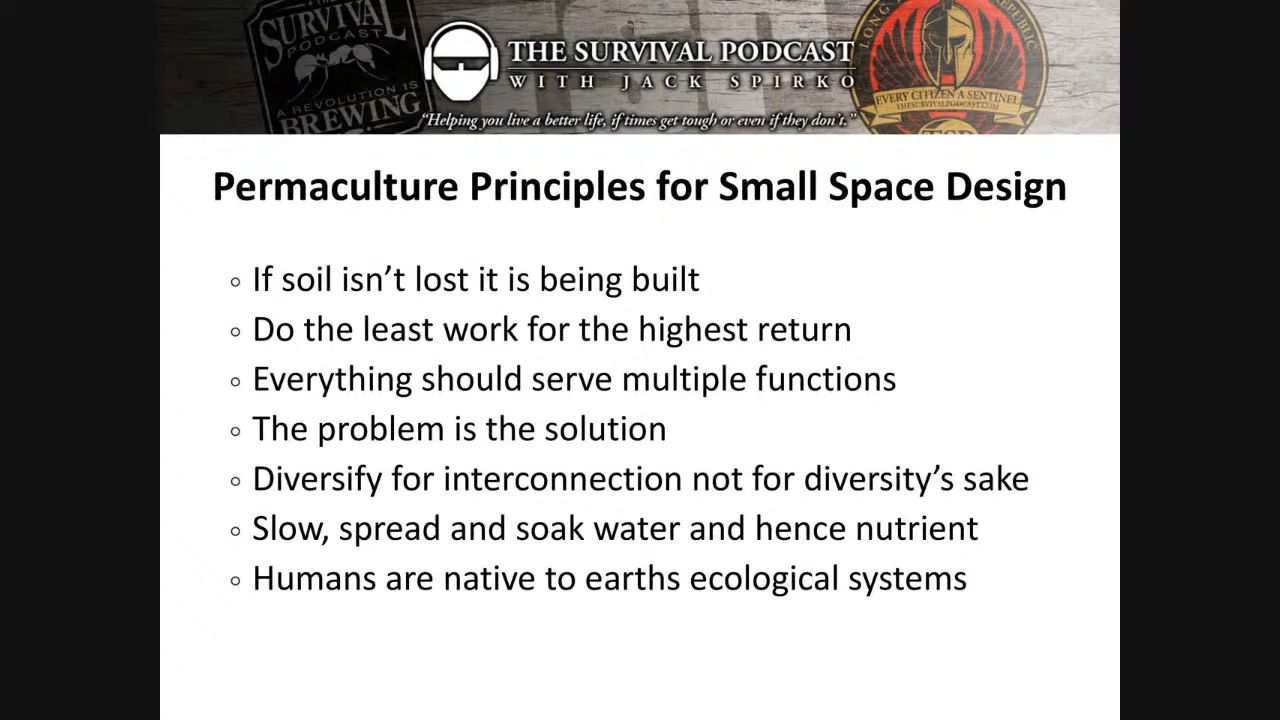 SURVIVAL
PODCAST
A REVOLUTION IS
BREWING
THE SURVIVAL PODCAST
WITH JACK SPIRKO
"Helping you live a better life, if times get tough or even if they don't."
EVERY CITIZEN A SENTINEL
THESURVIVALPODCAST.COM
TSP
Permaculture Principles for Small Space Design
◦ If soil isn’t lost it is being built
◦ Do the least work for the highest return
◦ Everything should serve multiple functions
◦ The problem is the solution
◦ Diversify for interconnection not for diversity’s sake
◦ Slow, spread and soak water and hence nutrient
◦ Humans are native to earths ecological systems